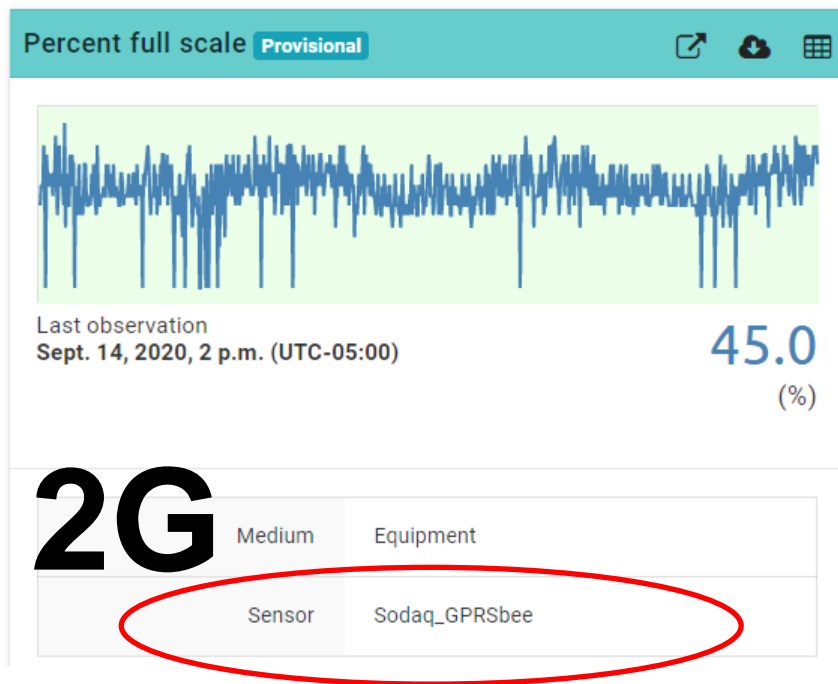 Percent full scale Provisional
Last observation
Sept. 14, 2020, 2 p.m. (UTC-05:00)
45.0
(%)
2G
Medium Equipment
Sensor Sodaq_GPRSbee